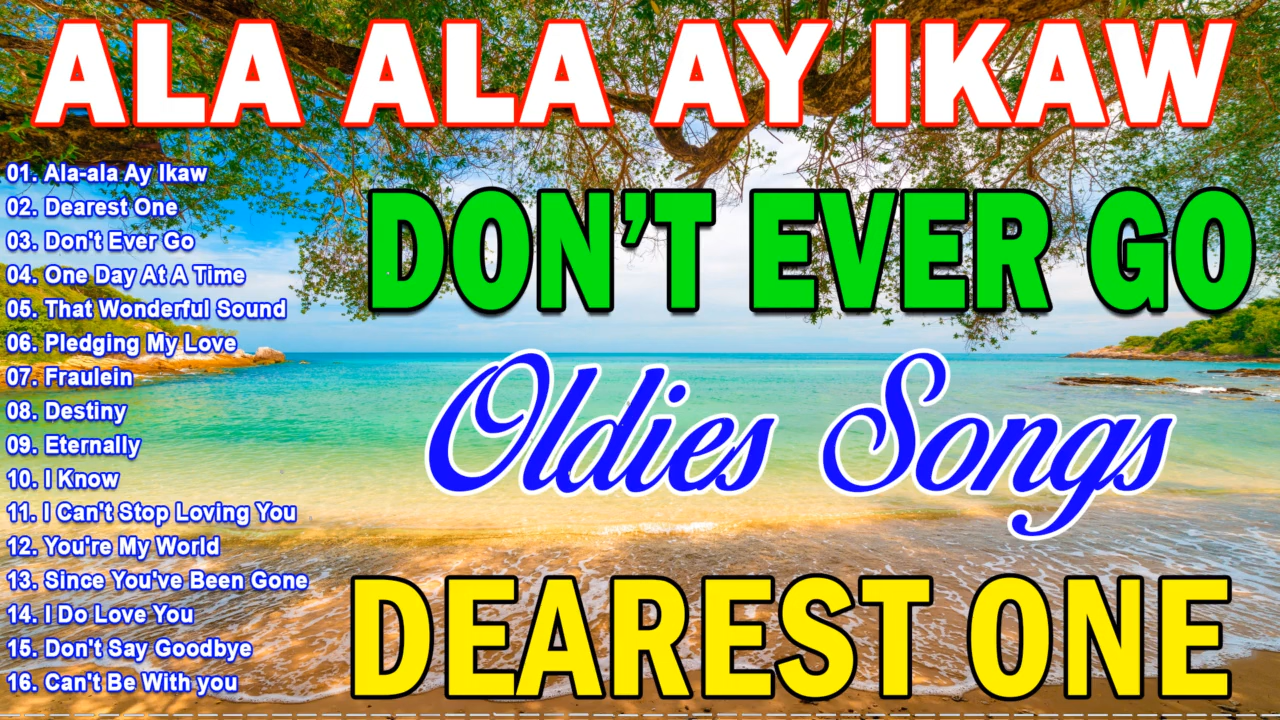 ALA ALA AY IKAW
01. Ala-ala Ay Ikaw
02. Dearest One
03. Don't Ever Go
04. One Day At A Time
05. That Wonderful Sound
06. Pledging My Love
07. Fraulein
08. Destiny
09. Eternally
10. I Know
11. I Can't Stop Loving You
12. You're My World
13. Since You've Been Gone
14. I Do Love You
15. Don't Say Goodbye
16. Can't Be With you
DON'T EVER GO
Oldies Songs
DEAREST ONE